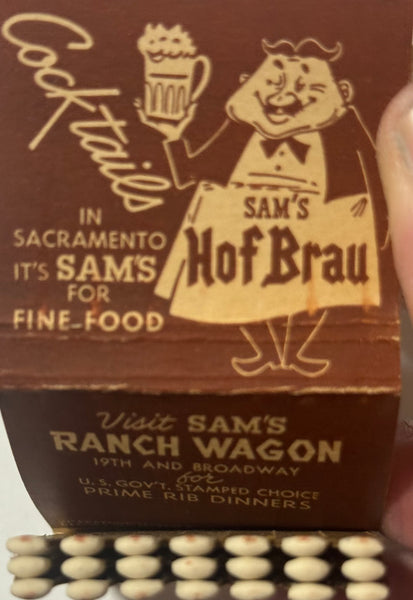 Cocktails
IN
SACRAMENTO
IT'S SAM'S
FOR
FINE-FOOD
SAM'S
Hof Brau
Visit SAM'S
RANCH WAGON
19TH AND BROADWAY
for
U.S. GOV'T. STAMPED CHOICE
PRIME RIB DINNERS